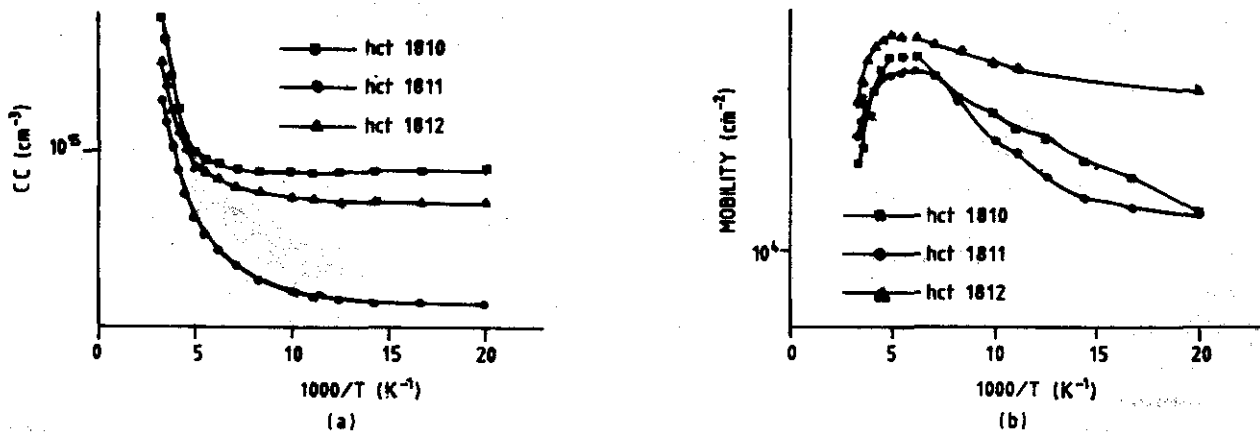 CC (cm⁻³)
10¹⁵
hct 1810
hct 1811
hct 1812
0 5 10 15 20
1000/T (K⁻¹)
(a)
MOBILITY (cm⁻²)
10⁴
hct 1810
hct 1811
hct 1812
0 5 10 15 20
1000/T (K⁻¹)
(b)